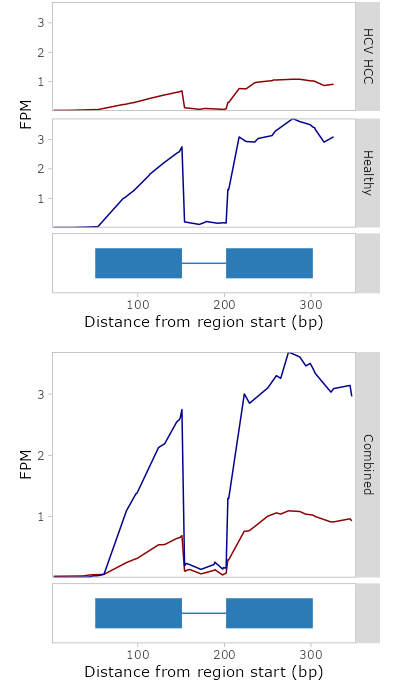 HCV HCC
3
2
1
FPM
Healthy
3
2
1
100
200
300
Distance from region start (bp)
Combined
3
2
1
FPM
100
200
300
Distance from region start (bp)